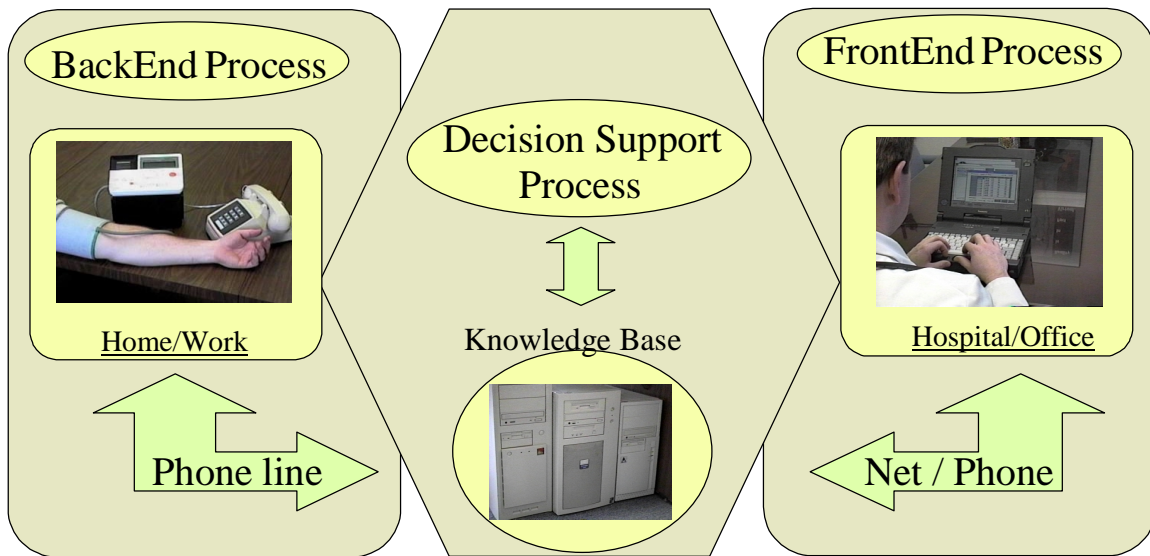 BackEnd Process
Home/Work
Phone line
Decision Support
Process
Knowledge Base
FrontEnd Process
Hospital/Office
Net / Phone